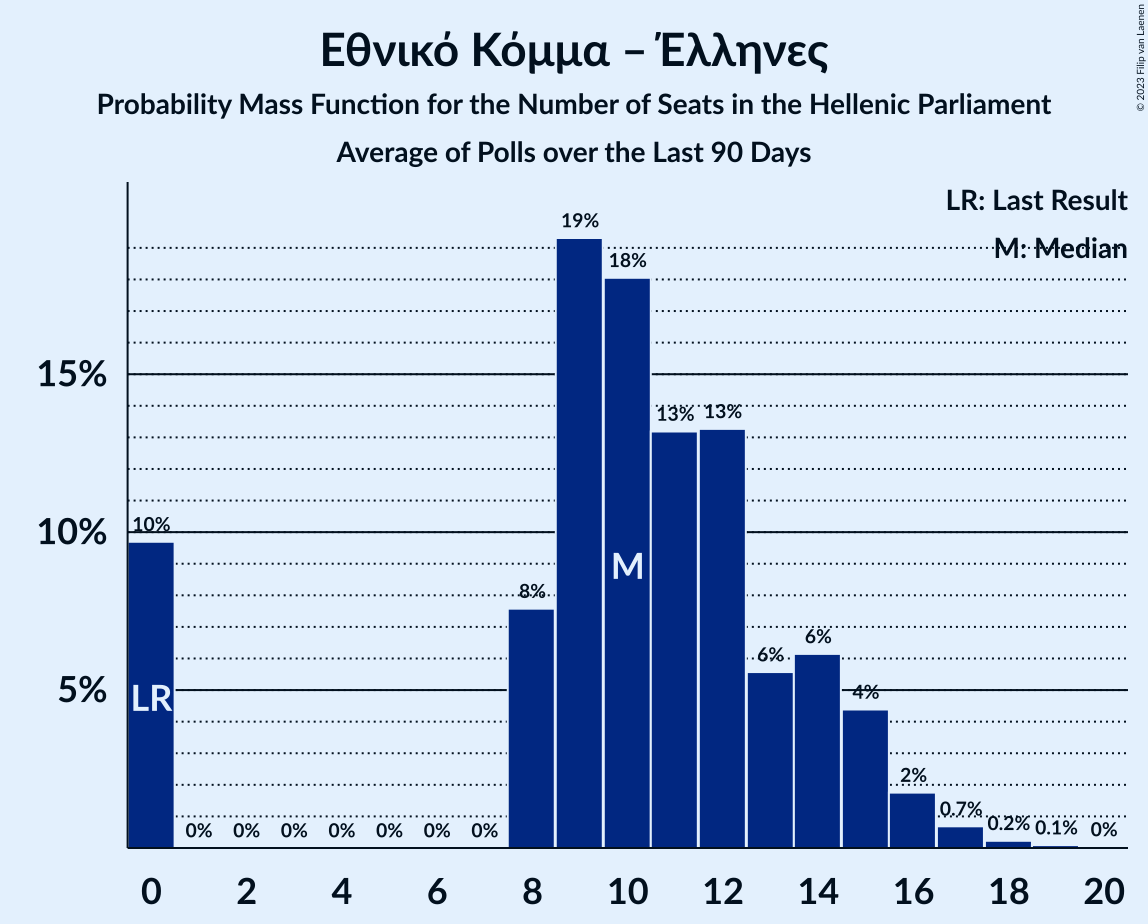 Εθνικό Κόμμα – Έλληνες
Probability Mass Function for the Number of Seats in the Hellenic Parliament
Average of Polls over the Last 90 Days
© 2023 Filip van Laenen
LR: Last Result
M: Median
19%
18%
15%
13% 13%
10%
10%
M
8%
6%
6%
5%
4%
LR
2%
0.7%
0.2%
0.1%
0% 0% 0% 0% 0% 0% 0% 0%
0 2 4 6 8 10 12 14 16 18 20